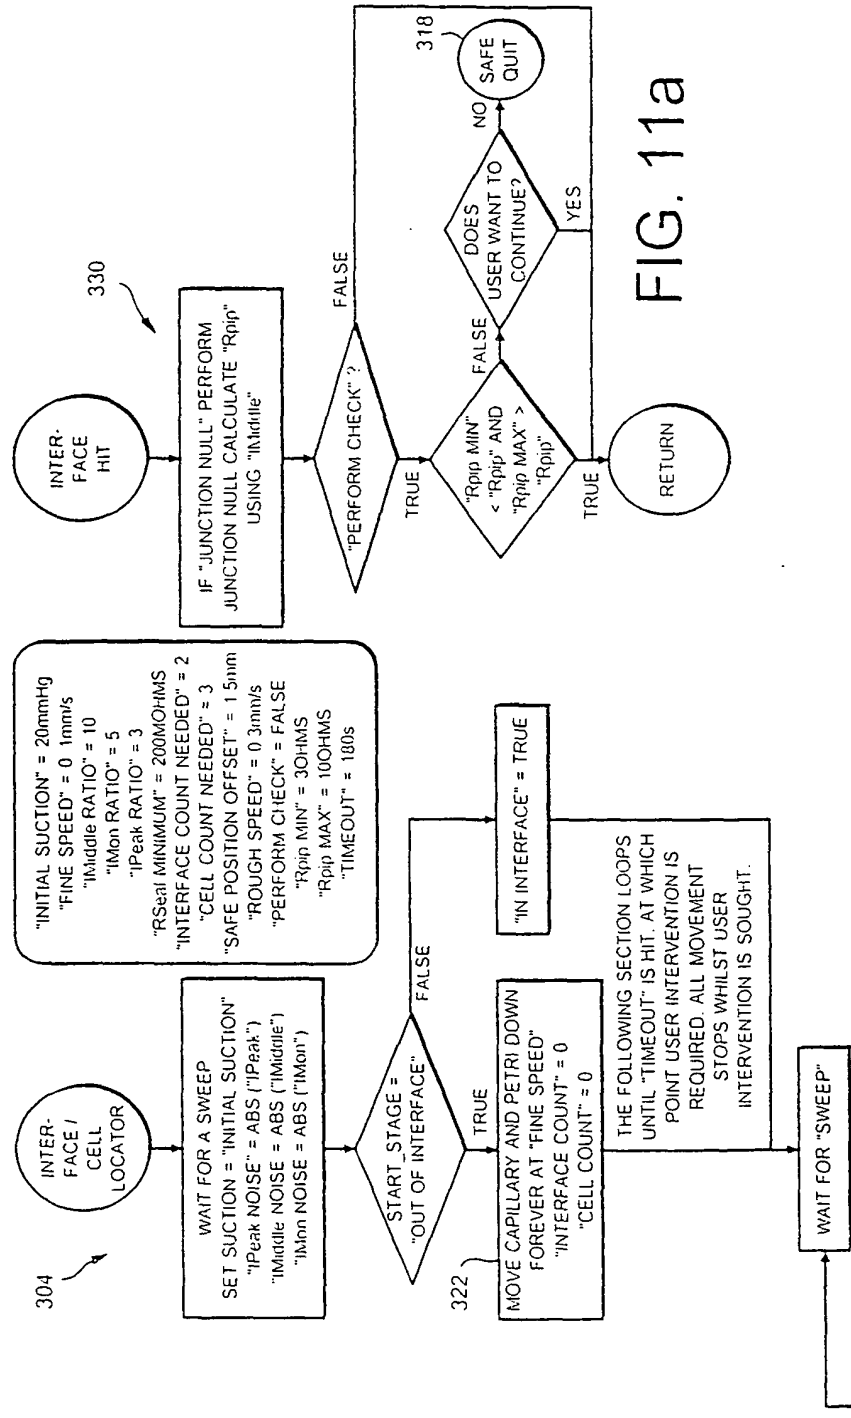 304
INTER-
FACE /
CELL
LOCATOR
WAIT FOR A SWEEP
SET SUCTION = "INITIAL SUCTION"
"IPeak NOISE" = ABS ("IPeak")
"IMiddle NOISE = ABS ("IMiddle")
"IMon NOISE = ABS ("IMon")
START_STAGE =
"OUT OF INTERFACE"
FALSE
TRUE
322
MOVE CAPILLARY AND PETRI DOWN
FOREVER AT "FINE SPEED"
"INTERFACE COUNT" = 0
"CELL COUNT" = 0
"IN INTERFACE" = TRUE
THE FOLLOWING SECTION LOOPS
UNTIL "TIMEOUT" IS HIT. AT WHICH
POINT USER INTERVENTION IS
REQUIRED. ALL MOVEMENT
STOPS WHILST USER
INTERVENTION IS SOUGHT.
WAIT FOR "SWEEP"
"INITIAL SUCTION" = 20mmHg
"FINE SPEED" = 0 1mm/s
"IMiddle RATIO" = 10
"IMon RATIO" = 5
"IPeak RATIO" = 3
"RSeal MINIMUM" = 200MOHMS
"INTERFACE COUNT NEEDED" = 2
"CELL COUNT NEEDED" = 3
"SAFE POSITION OFFSET" = 1 5mm
"ROUGH SPEED" = 0 3mm/s
"PERFORM CHECK" = FALSE
"Rpip MIN" = 3OHMS
"Rpip MAX" = 10OHMS
"TIMEOUT" = 180s
INTER-
FACE
HIT
330
IF "JUNCTION NULL" PERFORM
JUNCTION NULL CALCULATE "Rpip"
USING "IMiddle"
"PERFORM CHECK" ?
FALSE
TRUE
"Rpip MIN"
< "Rpip" AND
"Rpip MAX" >
"Rpip"
FALSE
TRUE
DOES
USER WANT TO
CONTINUE?
NO
YES
318
SAFE
QUIT
RETURN
FIG. 11a